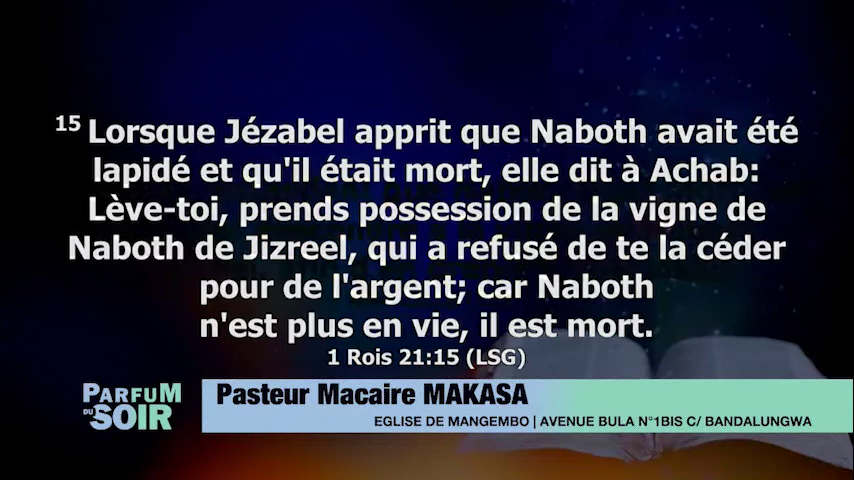 15 Lorsque Jézabel apprit que Naboth avait été
lapidé et qu'il était mort, elle dit à Achab:
Lève-toi, prends possession de la vigne de
Naboth de Jizreel, qui a refusé de te la céder
pour de l'argent; car Naboth
n'est plus en vie, il est mort.
1 Rois 21:15 (LSG)
PARFUM
DU
SOIR
Pasteur Macaire MAKASA
EGLISE DE MANGEMBO | AVENUE BULA N°1BIS C/ BANDALUNGWA